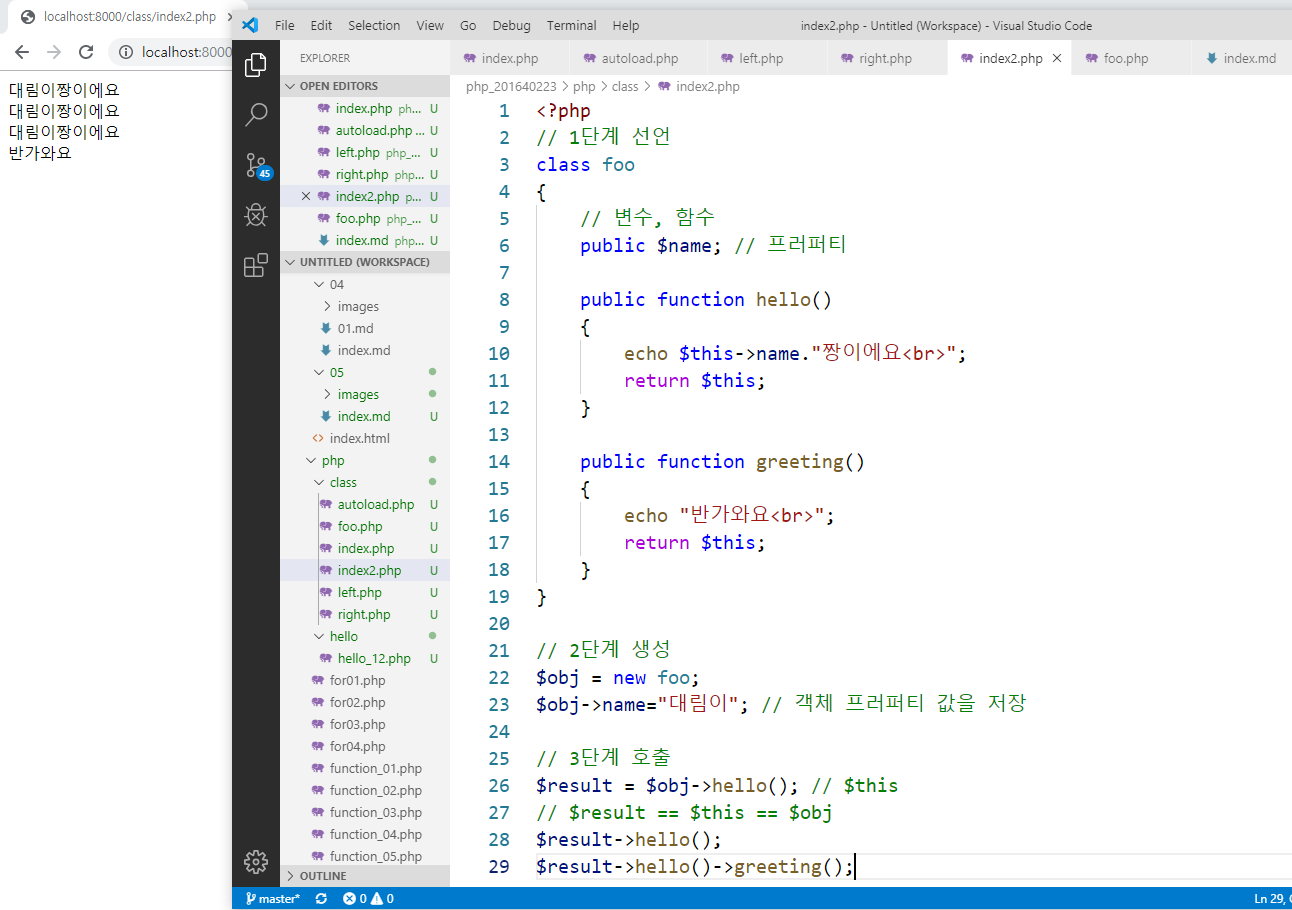 localhost:8000/class/index2.php
localhost:8000
대림이짱이에요
대림이짱이에요
대림이짱이에요
반가와요
File Edit Selection View Go Debug Terminal Help
index2.php - Untitled (Workspace) - Visual Studio Code
EXPLORER
OPEN EDITORS
index.php ph... U
autoload.php ... U
left.php php_... U
right.php php... U
index2.php p... U
foo.php php_... U
index.md php... U
45
UNTITLED (WORKSPACE)
04
images
01.md
index.md
05
images
index.md U
index.html
php
class
autoload.php U
foo.php U
index.php U
index2.php U
left.php U
right.php U
hello
hello_12.php U
for01.php
for02.php
for03.php
for04.php
function_01.php
function_02.php
function_03.php
function_04.php
function_05.php
OUTLINE
index.php autoload.php left.php right.php index2.php foo.php index.md
php_201640223 > php > class > index2.php
1 <?php
2 // 1단계 선언
3 class foo
4 {
5 // 변수, 함수
6 public $name; // 프러퍼티
7
8 public function hello()
9 {
10 echo $this->name."짱이에요<br>";
11 return $this;
12 }
13
14 public function greeting()
15 {
16 echo "반가와요<br>";
17 return $this;
18 }
19 }
20
21 // 2단계 생성
22 $obj = new foo;
23 $obj->name="대림이"; // 객체 프러퍼티 값을 저장
24
25 // 3단계 호출
26 $result = $obj->hello(); // $this
27 // $result == $this == $obj
28 $result->hello();
29 $result->hello()->greeting();
master* 0 0
Ln 29,